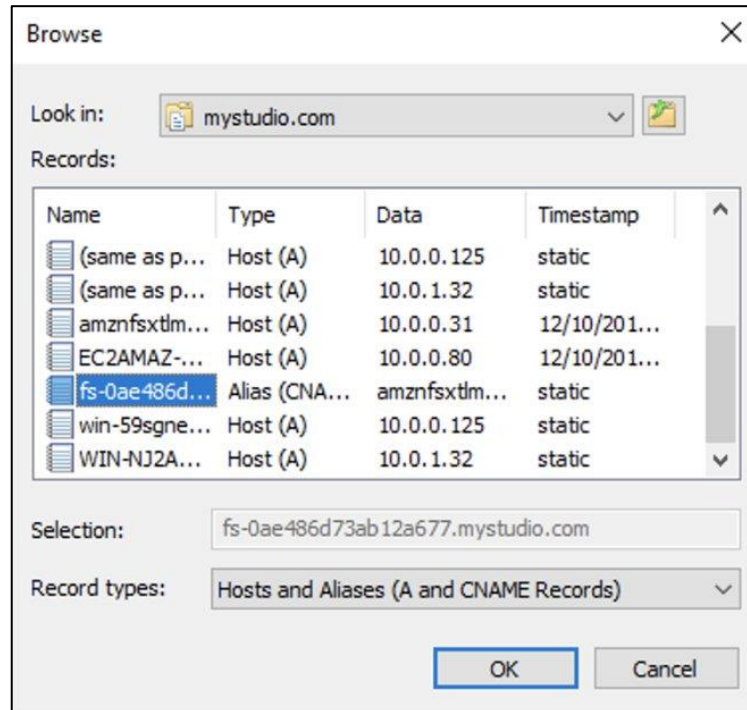 Browse
Look in: mystudio.com
Records:
Name Type Data Timestamp
(same as p... Host (A) 10.0.0.125 static
(same as p... Host (A) 10.0.1.32 static
amznfsxtlm... Host (A) 10.0.0.31 12/10/201...
EC2AMAZ-... Host (A) 10.0.0.80 12/10/201...
fs-0ae486d... Alias (CNA... amznfsxtlm... static
win-59sgne... Host (A) 10.0.0.125 static
WIN-NJ2A... Host (A) 10.0.1.32 static
Selection: fs-0ae486d73ab12a677.mystudio.com
Record types: Hosts and Aliases (A and CNAME Records)
OK Cancel